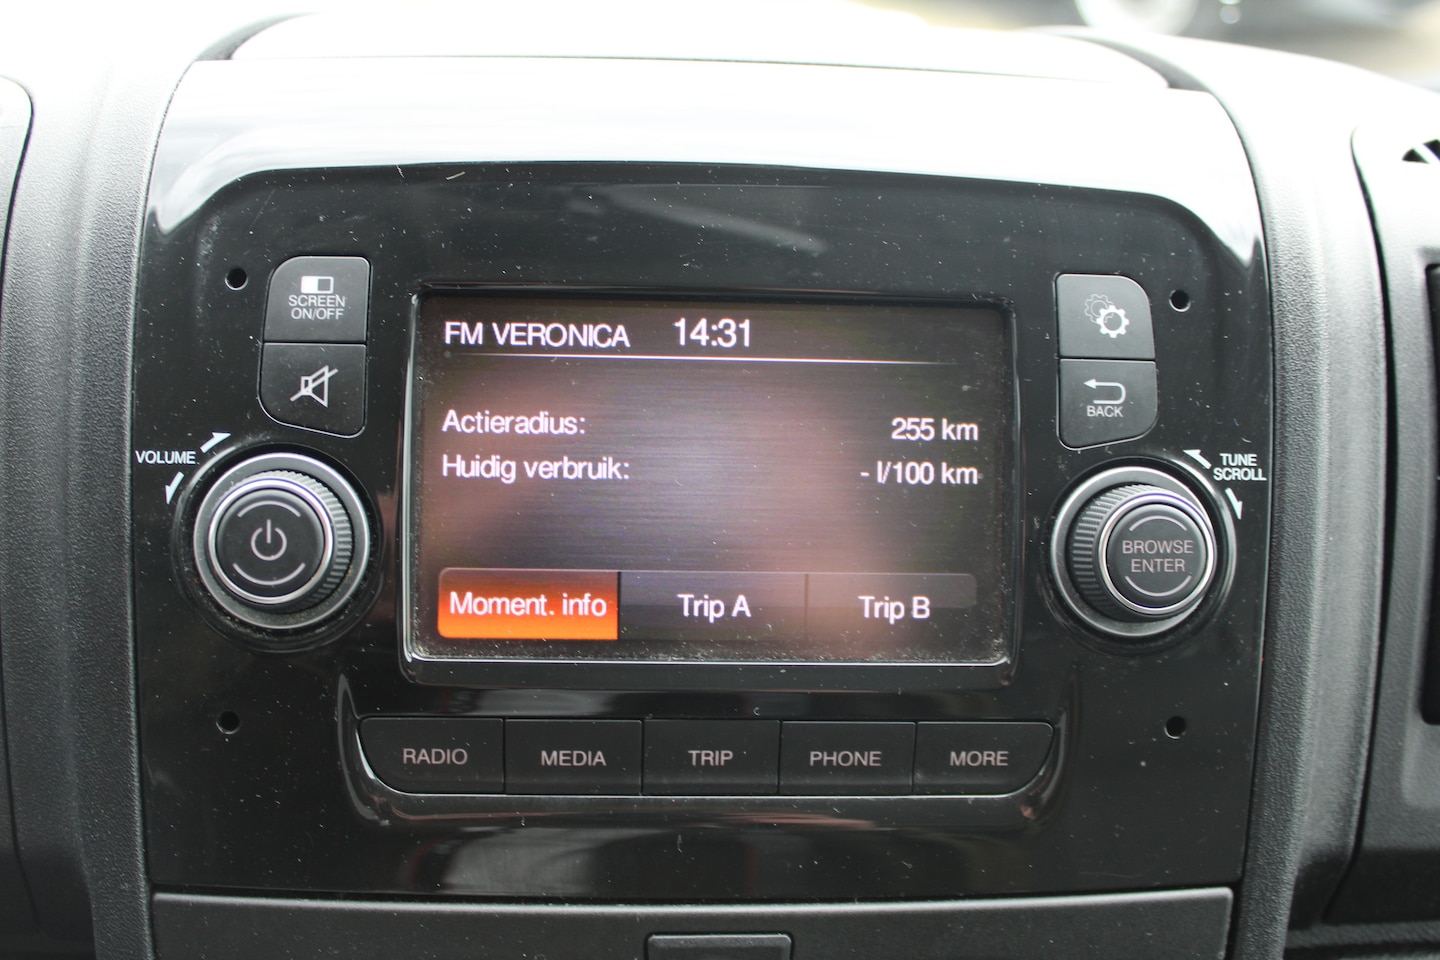 SCREEN
ON/OFF
FM VERONICA 14:31
BACK
Actieradius: 255 km
Huidig verbruik: - l/100 km
VOLUME
TUNE
SCROLL
BROWSE
ENTER
Moment. info Trip A Trip B
RADIO MEDIA TRIP PHONE MORE